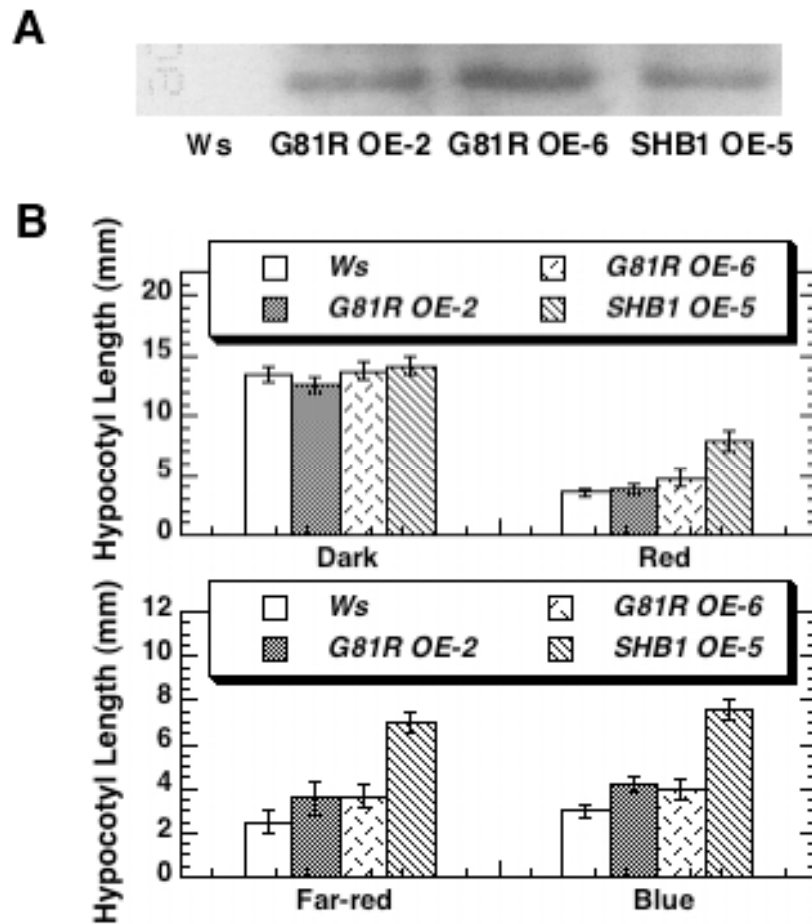 A
Ws G81R OE-2 G81R OE-6 SHB1 OE-5
B
Hypocotyl Length (mm)
Ws G81R OE-6
G81R OE-2 SHB1 OE-5
20
15
10
5
0
Dark Red
Hypocotyl Length (mm)
12
Ws G81R OE-6
10
G81R OE-2 SHB1 OE-5
8
6
4
2
0
Far-red Blue